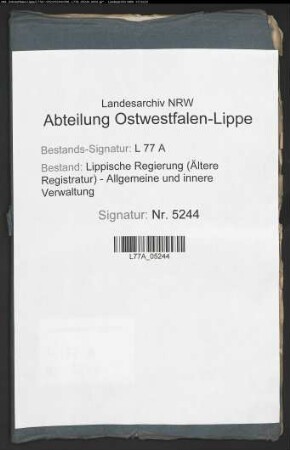 Landesarchiv NRW
Abteilung Ostwestfalen-Lippe
Bestands-Signatur: L 77 A
Bestand: Lippische Regierung (Ältere
Registratur) - Allgemeine und innere
Verwaltung
Signatur: Nr. 5244
L77A_05244